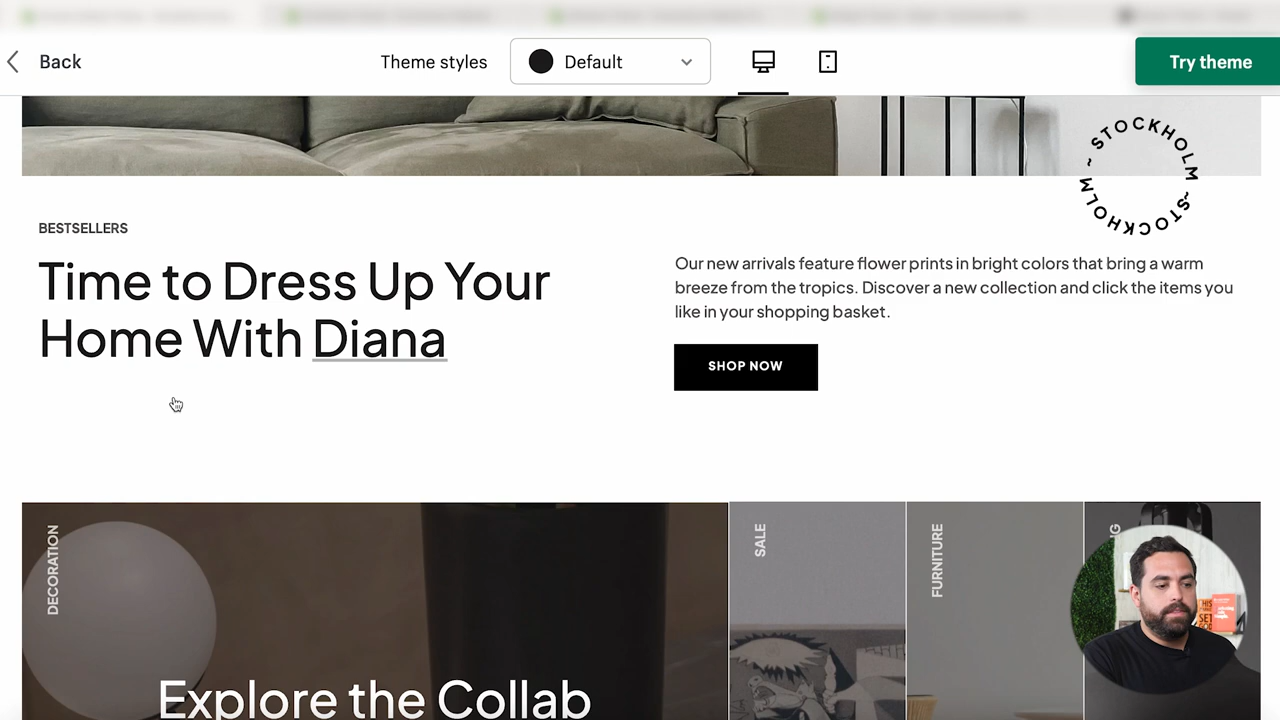 Back
Theme styles
Default
Try theme
STOCKHOLM ~ STOCKHOLM ~
BESTSELLERS
Time to Dress Up Your
Home With Diana
Our new arrivals feature flower prints in bright colors that bring a warm
breeze from the tropics. Discover a new collection and click the items you
like in your shopping basket.
SHOP NOW
DECORATION
SALE
FURNITURE
Explore the Collab